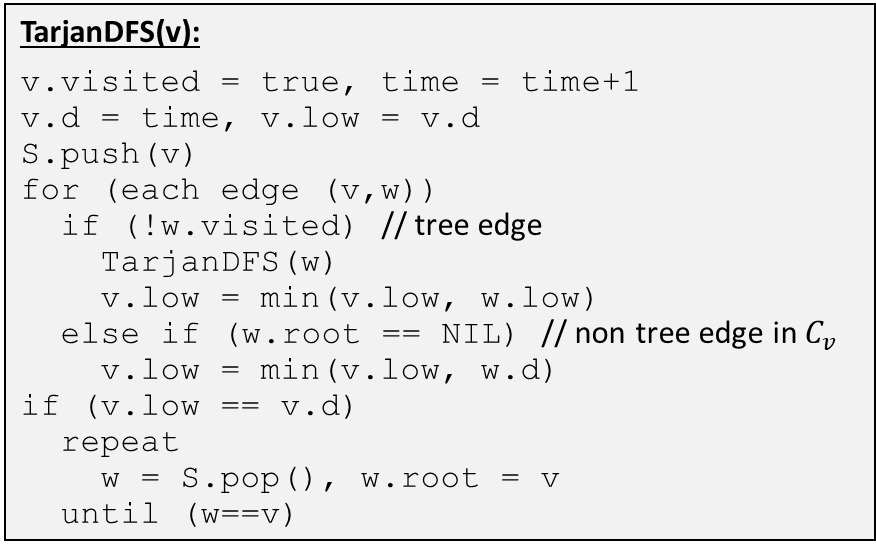 TarjanDFS(v):
v.visited = true, time = time+1
v.d = time, v.low = v.d
S.push(v)
for (each edge (v,w))
  if (!w.visited) // tree edge
    TarjanDFS(w)
    v.low = min(v.low, w.low)
  else if (w.root == NIL) // non tree edge in C_v
    v.low = min(v.low, w.d)
if (v.low == v.d)
  repeat
    w = S.pop(), w.root = v
  until (w==v)